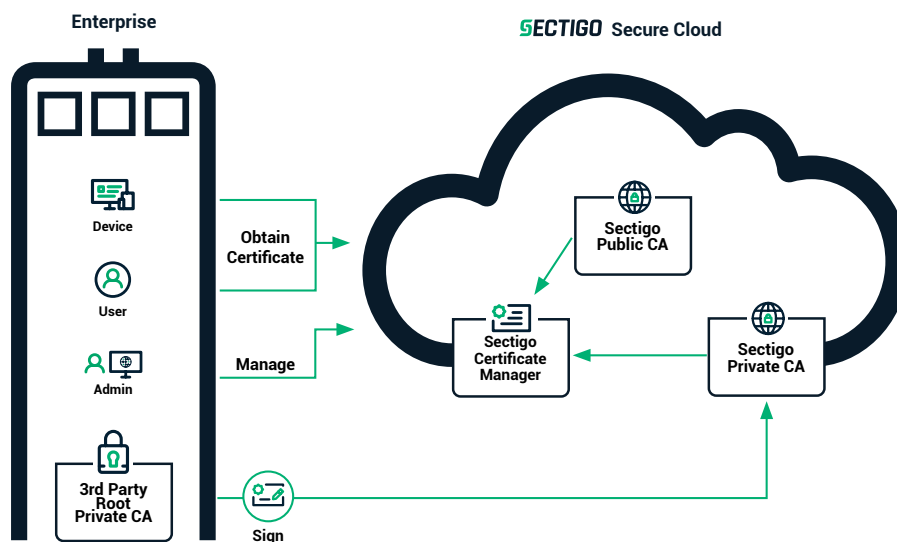 Enterprise
SECTIGO Secure Cloud
Device
User
Admin
3rd Party
Root
Private CA
Obtain
Certificate
Manage
Sign
Sectigo
Public CA
Sectigo
Certificate
Manager
Sectigo
Private CA